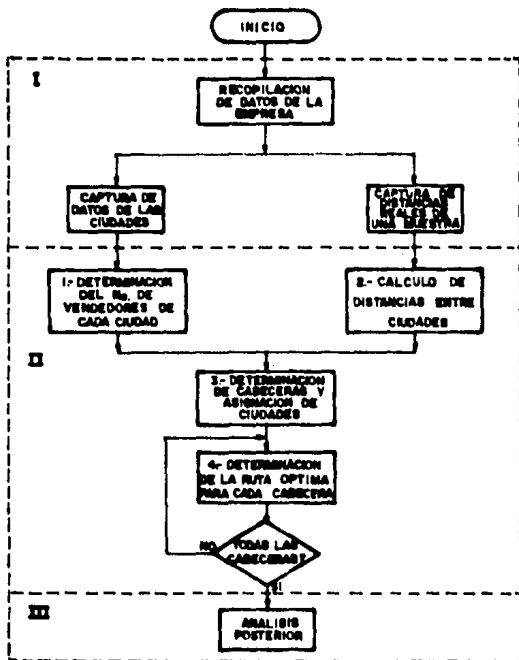 INICIO
I
RECOPILACION
DE DATOS DE LA
EMPRESA
CAPTURA DE
DATOS DE LAS
CIUDADES
CAPTURA DE
DISTANCIAS
REALES DE
UNA MUESTRA
1.- DETERMINACION
DEL No. DE
VENDEDORES DE
CADA CIUDAD
2.- CALCULO DE
DISTANCIAS ENTRE
CIUDADES
II
3.- DETERMINACION
DE CABECERAS Y
ASIGNACION DE
CIUDADES
4.- DETERMINACION
DE LA RUTA OPTIMA
PARA CADA CABECERA
NO
TODAS LAS
CABECERAS?
SI
III
ANALISIS
POSTERIOR